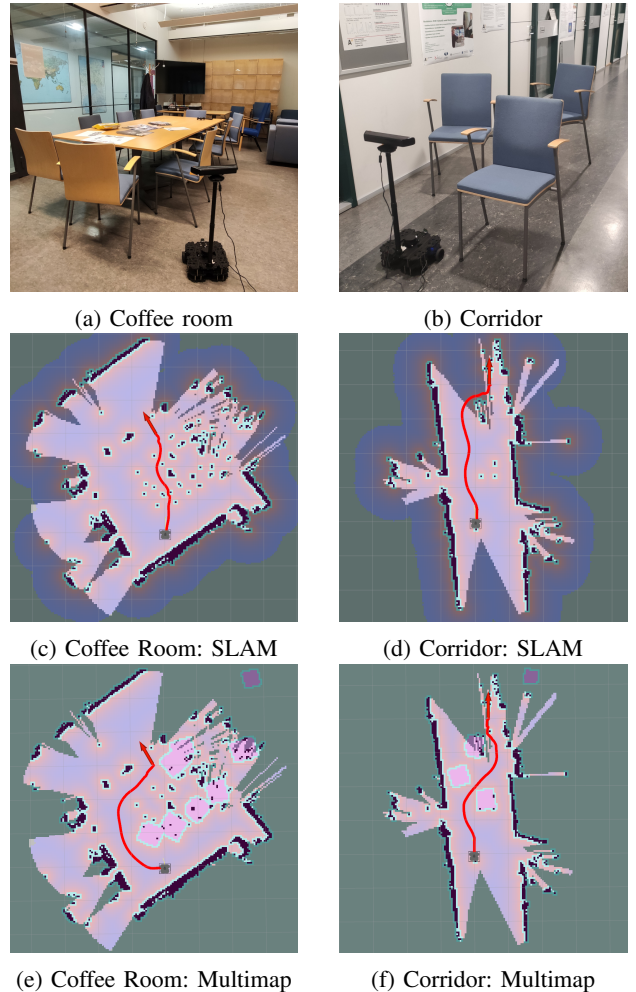 (a) Coffee room
(b) Corridor
(c) Coffee Room: SLAM
(d) Corridor: SLAM
(e) Coffee Room: Multimap
(f) Corridor: Multimap